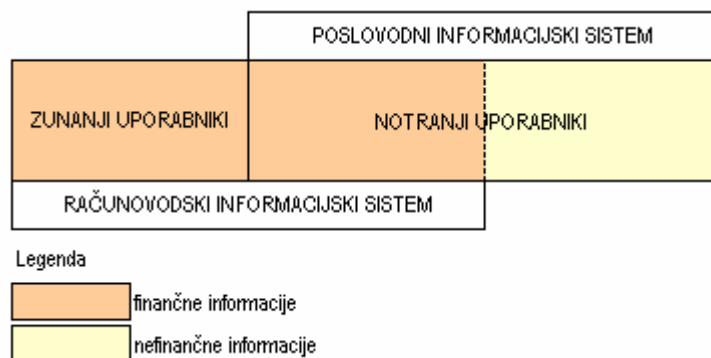 POSLOVODNI INFORMACIJSKI SISTEM
ZUNANJI UPORABNIKI
NOTRANJI UPORABNIKI
RAČUNOVODSKI INFORMACIJSKI SISTEM
Legenda
finančne informacije
nefinančne informacije